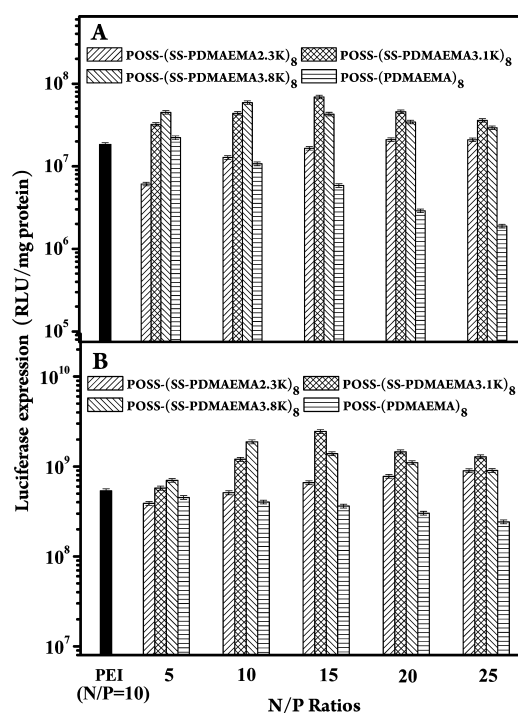 A
POSS-(SS-PDMAEMA2.3K)8 POSS-(SS-PDMAEMA3.1K)8
POSS-(SS-PDMAEMA3.8K)8 POSS-(PDMAEMA)8
10^8
10^7
10^6
10^5
Luciferase expression (RLU/mg protein)
B
POSS-(SS-PDMAEMA2.3K)8 POSS-(SS-PDMAEMA3.1K)8
POSS-(SS-PDMAEMA3.8K)8 POSS-(PDMAEMA)8
10^10
10^9
10^8
10^7
PEI 5 10 15 20 25
(N/P=10)
N/P Ratios